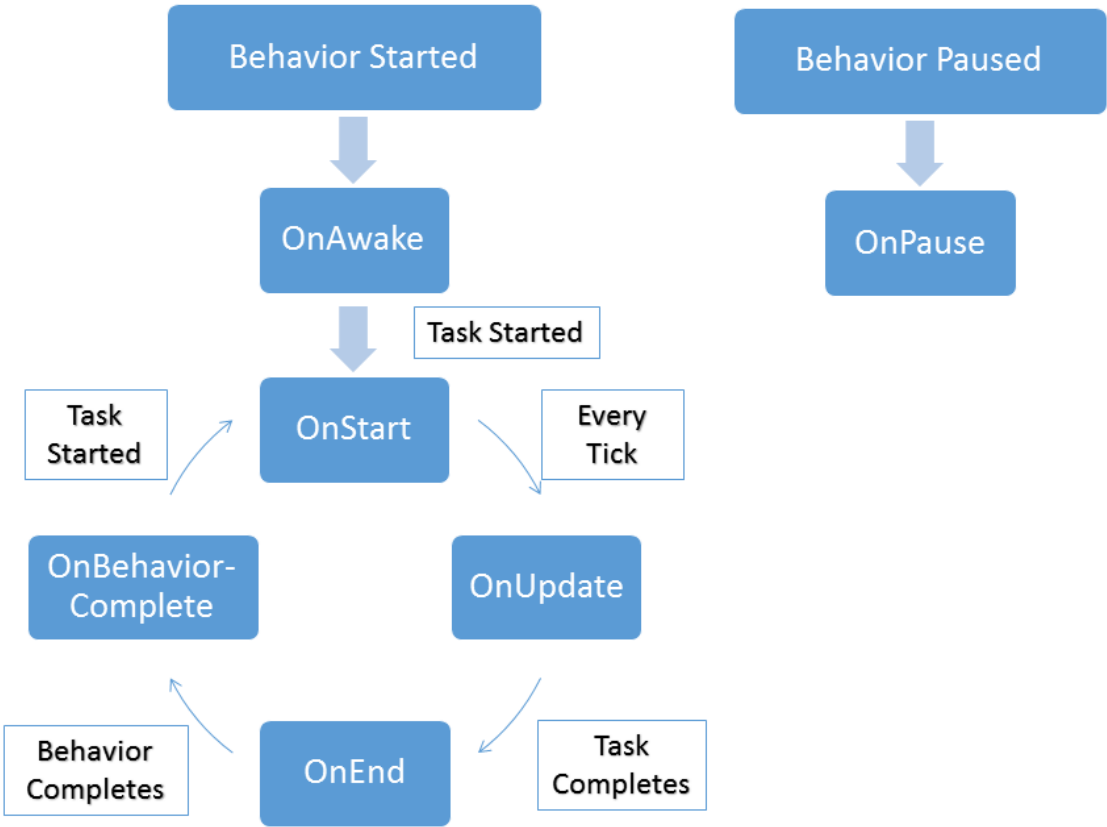 Behavior Started
Behavior Paused
OnAwake
OnPause
Task Started
Task
Started
OnStart
Every
Tick
OnBehavior-
Complete
OnUpdate
Behavior
Completes
OnEnd
Task
Completes